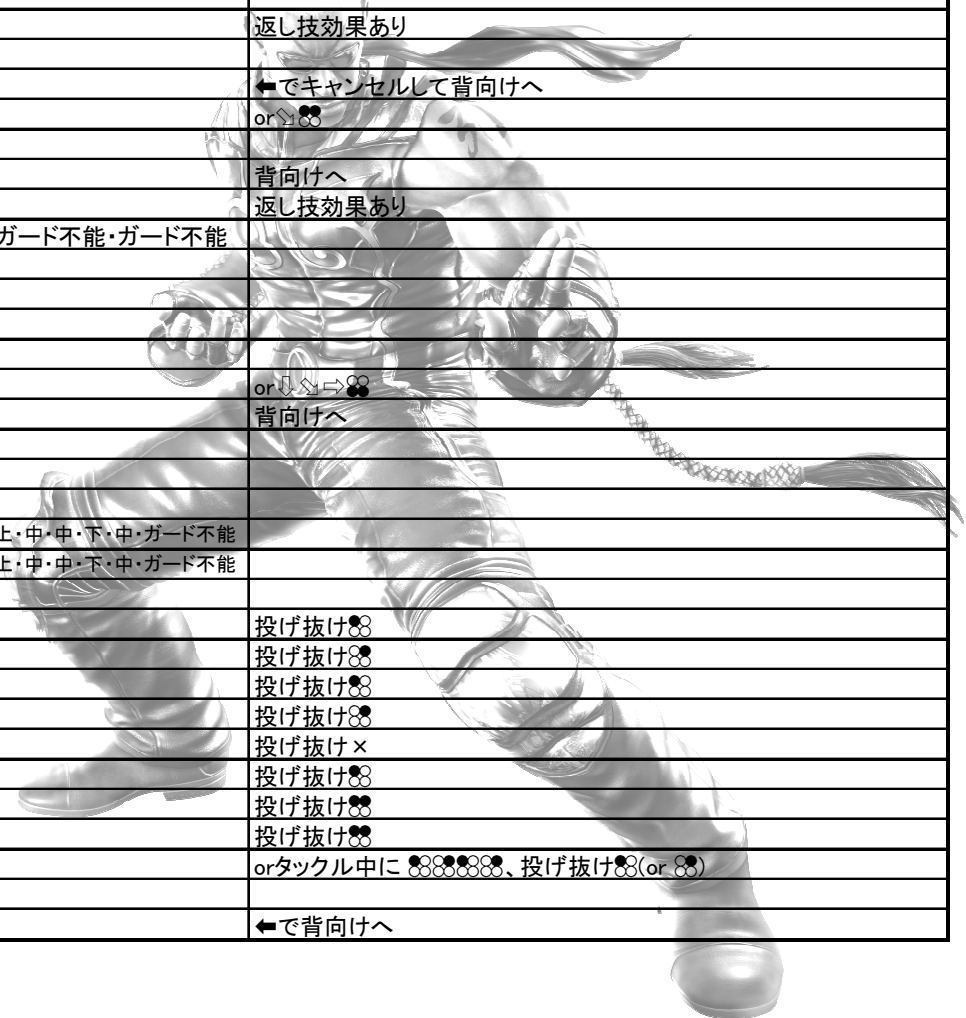 返し技効果あり
⬅でキャンセルして背向けへ
or⇘
背向けへ
返し技効果あり
ガード不能・ガード不能
or⇩⇘⇨
背向けへ
上・中・中・下・中・ガード不能
上・中・中・下・中・ガード不能
投げ抜け
投げ抜け
投げ抜け
投げ抜け
投げ抜け×
投げ抜け
投げ抜け
投げ抜け
orタックル中に 、投げ抜け(or )
⬅で背向けへ